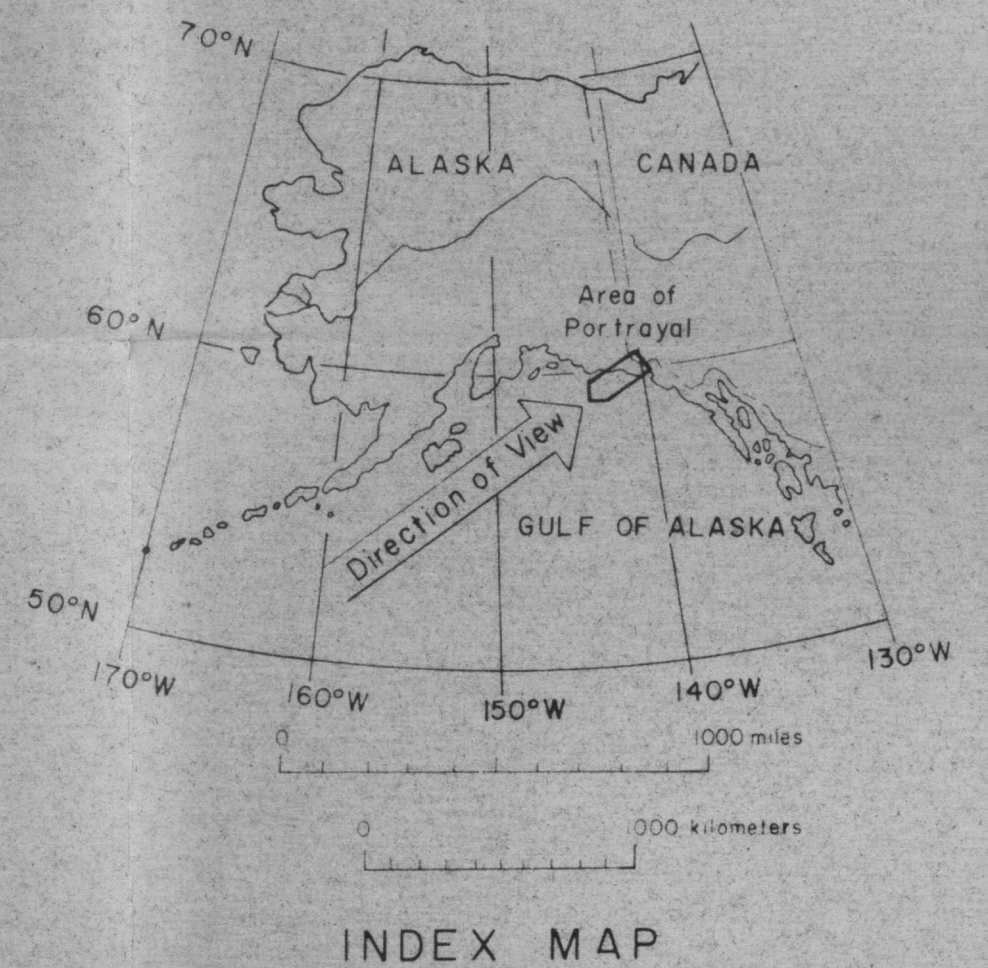 70°N
ALASKA
CANADA
Area of
Portrayal
60°N
Direction of View
GULF OF ALASKA
50°N
170°W
160°W
150°W
140°W
130°W
0
1000 miles
0
1000 kilometers
INDEX MAP